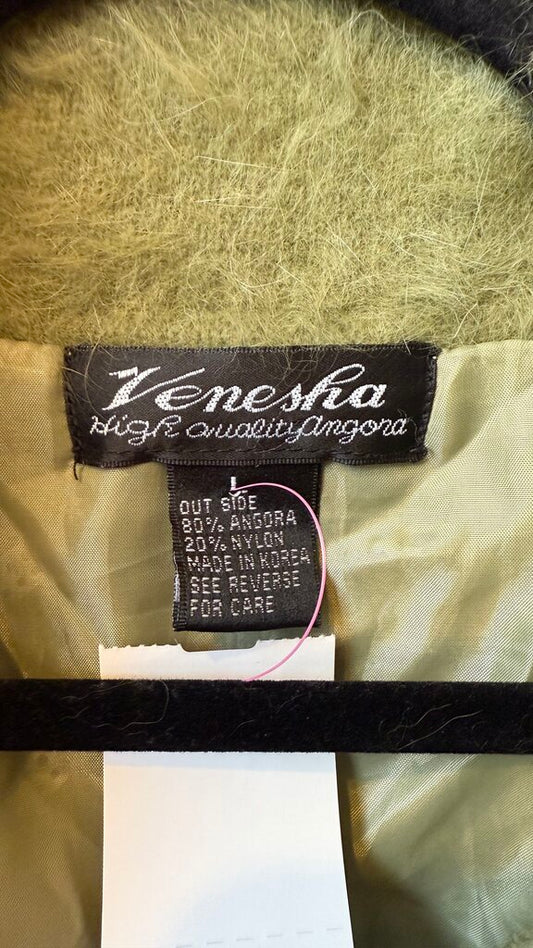 Venesha
High Quality Angora
L
OUT SIDE
80% ANGORA
20% NYLON
MADE IN KOREA
SEE REVERSE
FOR CARE